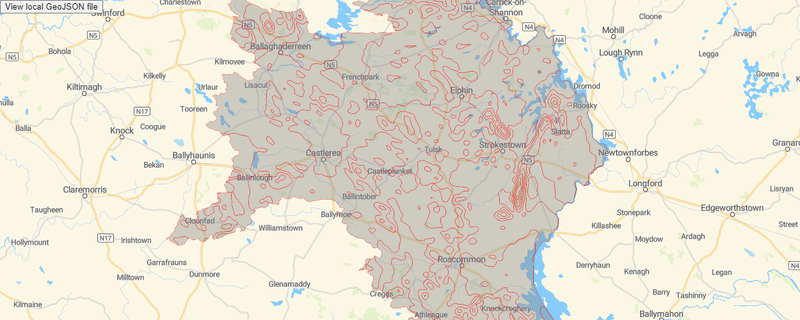 View local GeoJSON file
Charlestown
Swinford
Carrick-on-
Shannon
N4
Cloone
Mohill
Arvagh
N5
Bohola
Ballaghaderreen
Lough Rynn
Legga
N5
Kilmovee
Kilkelly
Frenchpark
Gowna
N4
Kiltimagh
Urlaur
Lisacul
Elphin
Dromod
Roosky
N17
Tooreen
N5
Balla
Knock
Coogue
Slatta
Granard
Ballyhaunis
Castlerea
Tulsk
Strokestown
Newtownforbes
Bekan
N5
Ballinlough
Castleplunket
Lisryan
Claremorris
Longford
Ballintober
Edgeworthstown
Taugheen
Cloonfad
Ballymoe
Stonepark
Williamstown
Killashee
N17
Irishtown
Hollymount
Moydow
Ardagh
N4
Garrafrauns
Roscommon
Derryhaun
Kenagh
Legan
Milltown
Dunmore
Glenamaddy
Creggs
Barry
Tashinny
Kilmaine
Knockcroghery
Athleague
Ballymahon